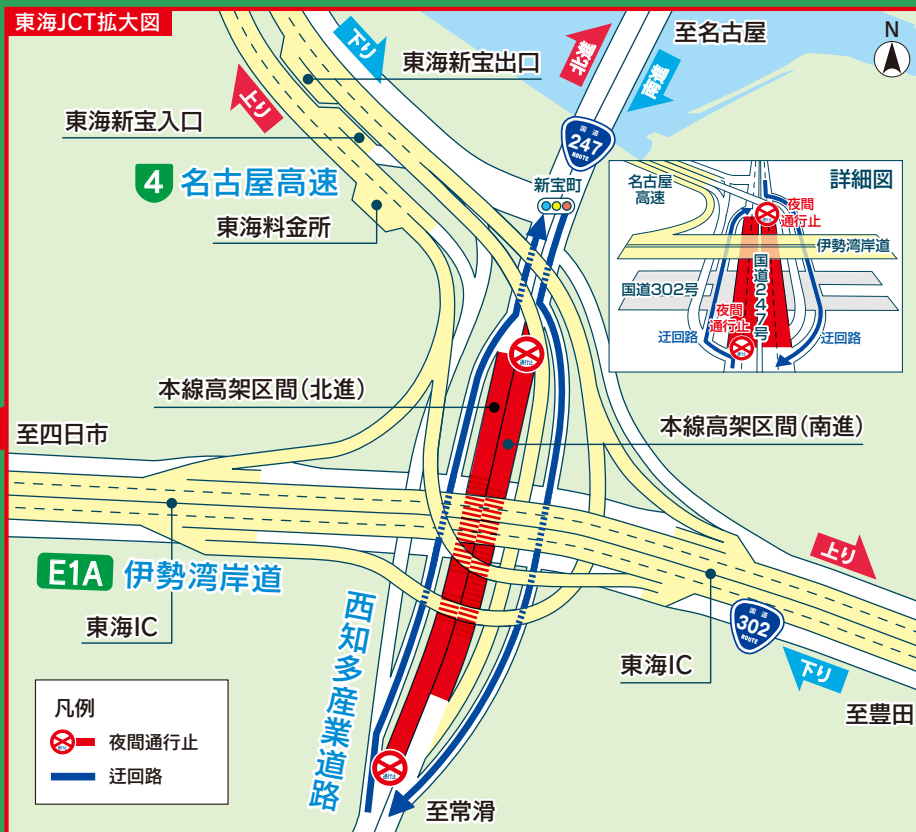 東海JCT拡大図
下り
北進
至名古屋
N
東海新宝出口
南進
上り
東海新宝入口
国道
247
ROUTE
4 名古屋高速
新宝町
東海料金所
詳細図
名古屋
高速
夜間
通行止
伊勢湾岸道
国道302号
国道247号
夜間
通行止
迂回路
迂回路
本線高架区間(北進)
本線高架区間(南進)
至四日市
上り
E1A 伊勢湾岸道
東海IC
西知多産業道路
国道
302
ROUTE
東海IC
下り
至豊田
凡例
夜間通行止
迂回路
通行止
通行止
至常滑